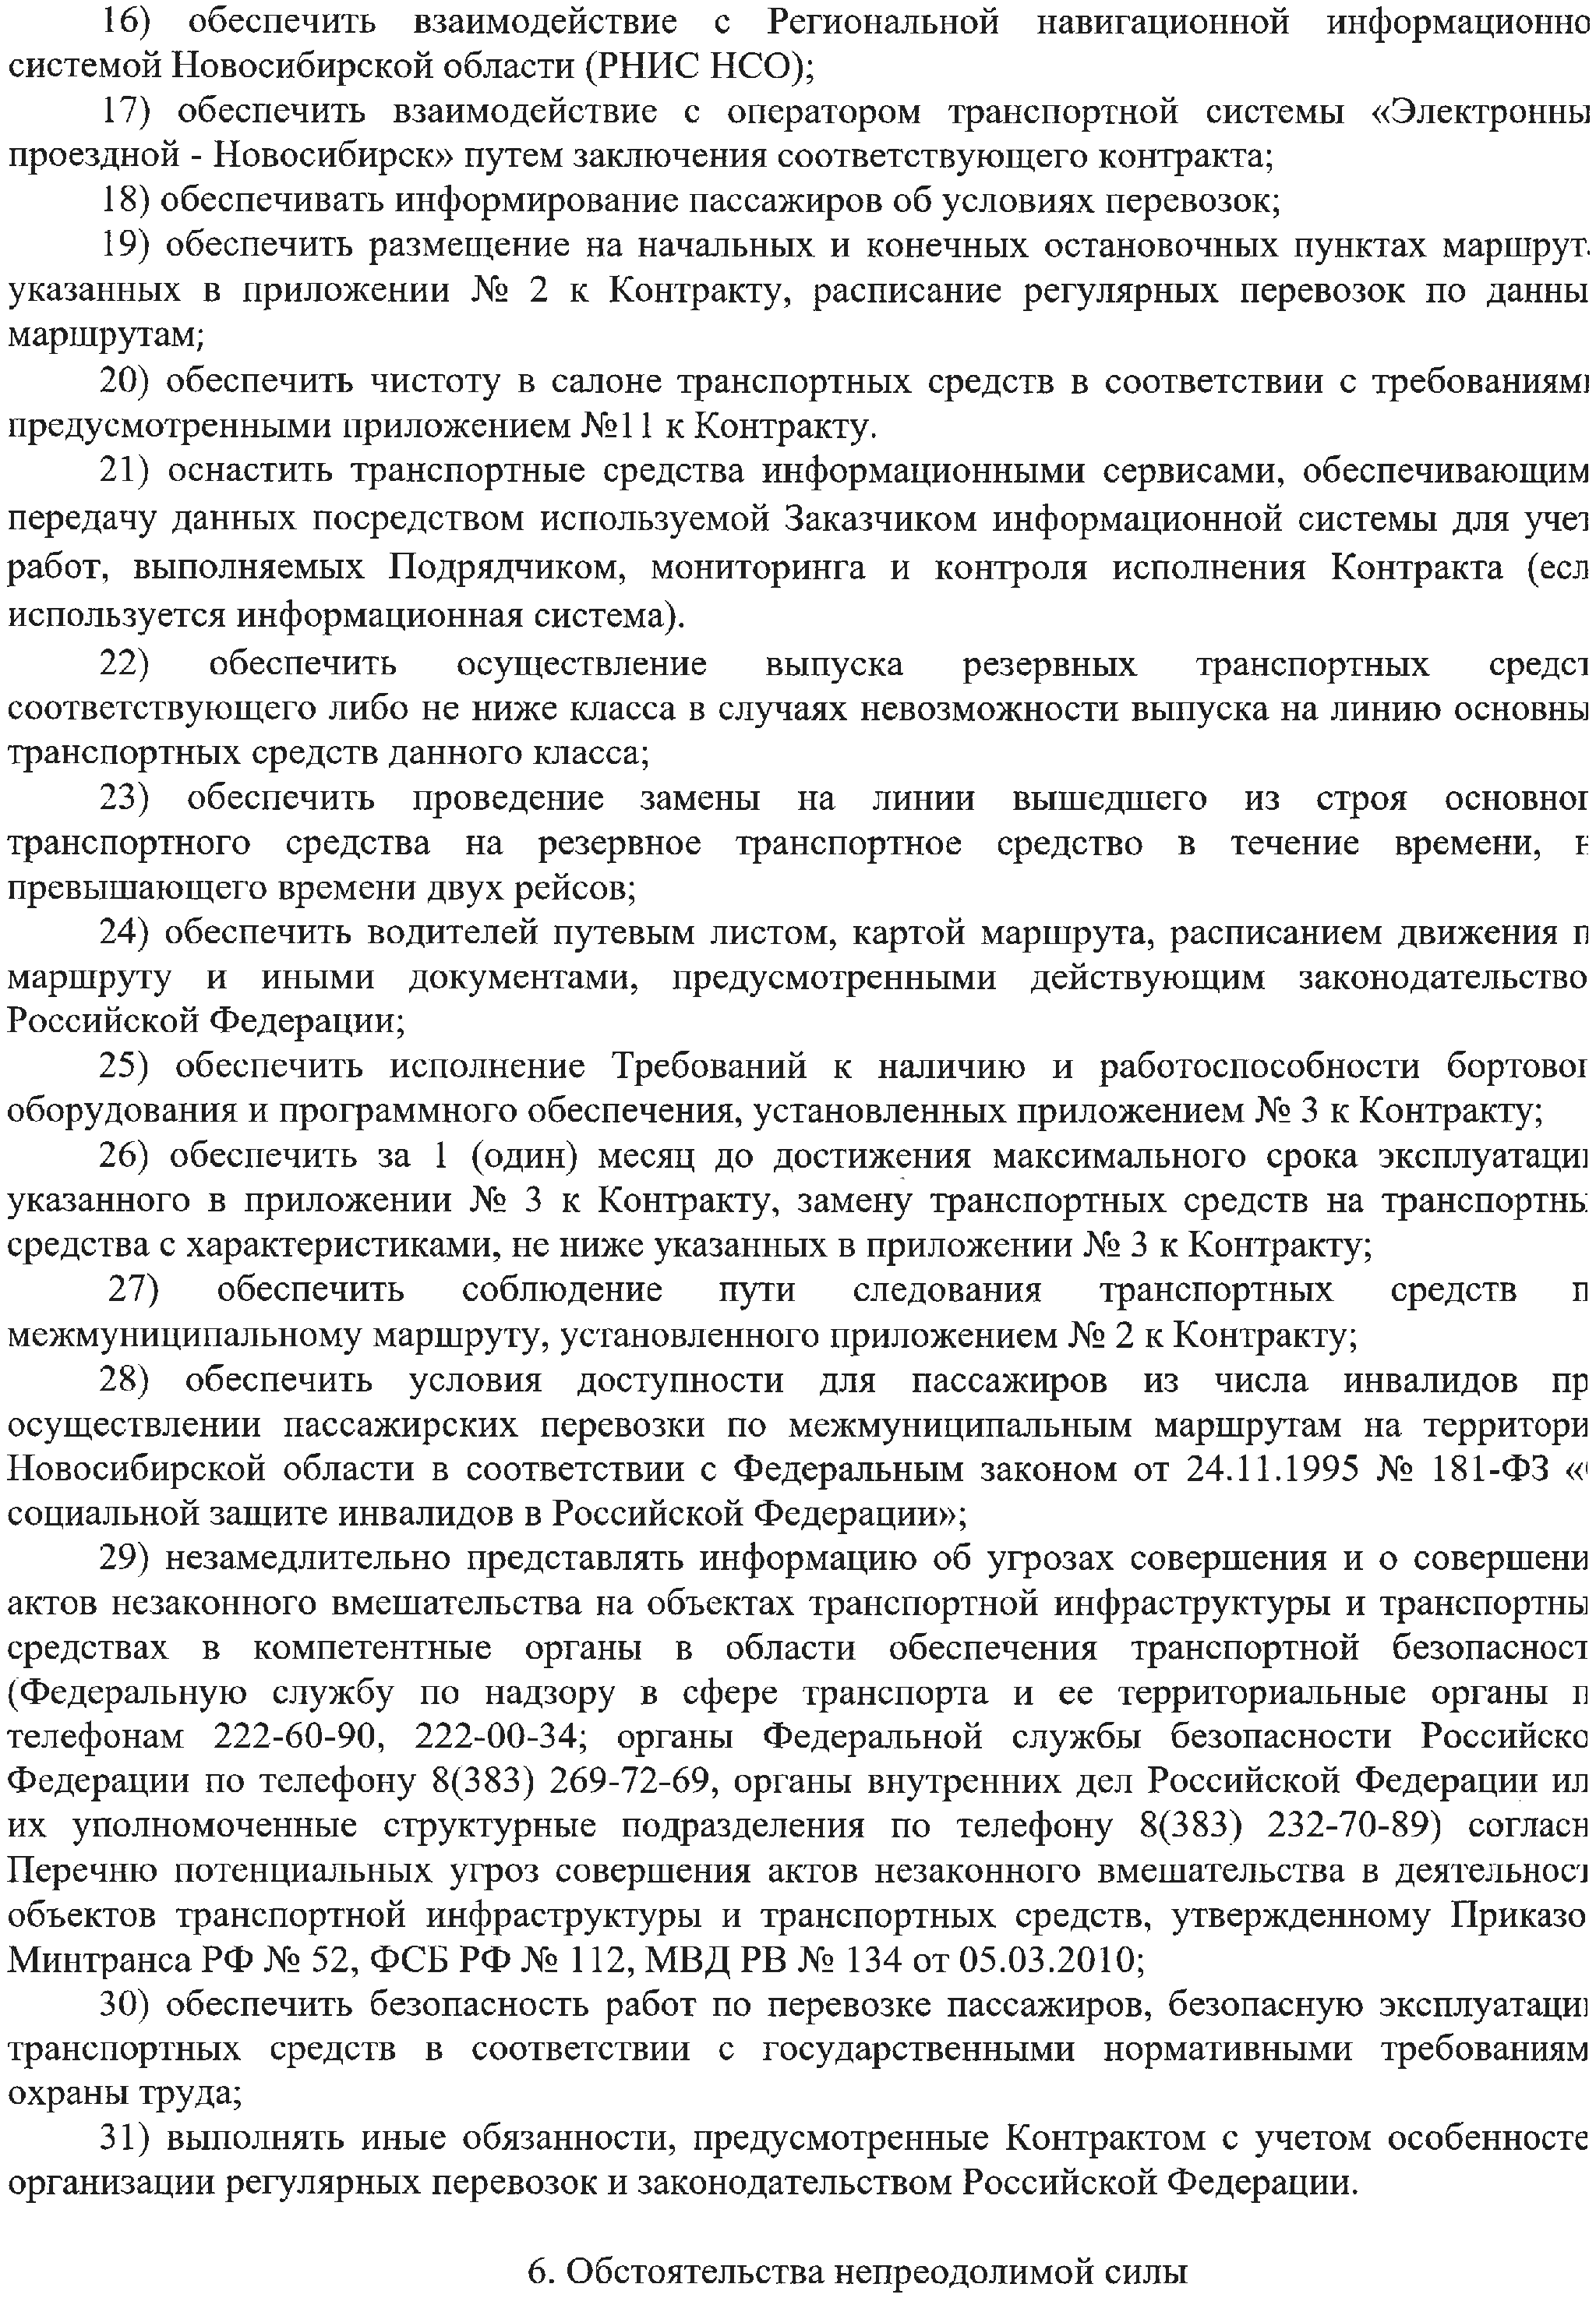 16) обеспечить взаимодействие с Региональной навигационной информационно
системой Новосибирской области (РНИС НСО);
17) обеспечить взаимодействие с оператором транспортной системы «Электронны
проездной - Новосибирск» путем заключения соответствующего контракта;
18) обеспечивать информирование пассажиров об условиях перевозок;
19) обеспечить размещение на начальных и конечных остановочных пунктах маршрут
указанных в приложении № 2 к Контракту, расписание регулярных перевозок по данны
маршрутам;
20) обеспечить чистоту в салоне транспортных средств в соответствии с требованиям
предусмотренными приложением №11 к Контракту.
21) оснастить транспортные средства информационными сервисами, обеспечивающим
передачу данных посредством используемой Заказчиком информационной системы для учет
работ, выполняемых Подрядчиком, мониторинга и контроля исполнения Контракта (есл
используется информационная система).
22) обеспечить осуществление выпуска резервных транспортных средст
соответствующего либо не ниже класса в случаях невозможности выпуска на линию основны
транспортных средств данного класса;
23) обеспечить проведение замены на линии вышедшего из строя основног
транспортного средства на резервное транспортное средство в течение времени, н
превышающего времени двух рейсов;
24) обеспечить водителей путевым листом, картой маршрута, расписанием движения п
маршруту и иными документами, предусмотренными действующим законодательство
Российской Федерации;
25) обеспечить исполнение Требований к наличию и работоспособности бортовог
оборудования и программного обеспечения, установленных приложением № 3 к Контракту;
26) обеспечить за 1 (один) месяц до достижения максимального срока эксплуатаци
указанного в приложении № 3 к Контракту, замену транспортных средств на транспортны
средства с характеристиками, не ниже указанных в приложении № 3 к Контракту;
27) обеспечить соблюдение пути следования транспортных средств п
межмуниципальному маршруту, установленного приложением № 2 к Контракту;
28) обеспечить условия доступности для пассажиров из числа инвалидов пр
осуществлении пассажирских перевозки по межмуниципальным маршрутам на территори
Новосибирской области в соответствии с Федеральным законом от 24.11.1995 № 181-ФЗ «
социальной защите инвалидов в Российской Федерации»;
29) незамедлительно представлять информацию об угрозах совершения и о совершени
актов незаконного вмешательства на объектах транспортной инфраструктуры и транспортны
средствах в компетентные органы в области обеспечения транспортной безопасност
(Федеральную службу по надзору в сфере транспорта и ее территориальные органы п
телефонам 222-60-90, 222-00-34; органы Федеральной службы безопасности Российско
Федерации по телефону 8(383) 269-72-69, органы внутренних дел Российской Федерации ил
их уполномоченные структурные подразделения по телефону 8(383) 232-70-89) согласн
Перечню потенциальных угроз совершения актов незаконного вмешательства в деятельност
объектов транспортной инфраструктуры и транспортных средств, утвержденному Приказо
Минтранса РФ № 52, ФСБ РФ № 112, МВД РВ № 134 от 05.03.2010;
30) обеспечить безопасность работ по перевозке пассажиров, безопасную эксплуатаци
транспортных средств в соответствии с государственными нормативными требованиям
охраны труда;
31) выполнять иные обязанности, предусмотренные Контрактом с учетом особенносте
организации регулярных перевозок и законодательством Российской Федерации.
6. Обстоятельства непреодолимой силы